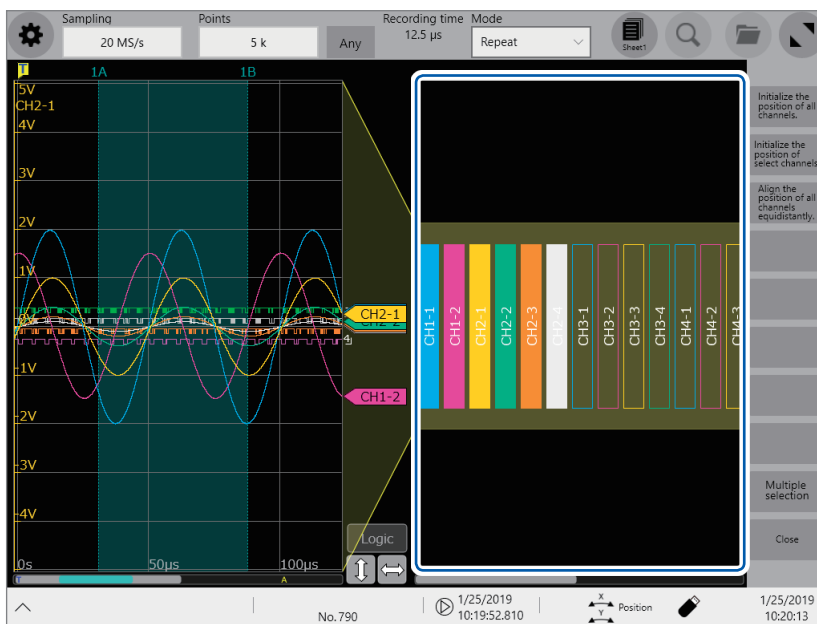 Sampling
20 MS/s
Points
5 k
Any
Recording time
12.5 µs
Mode
Repeat
Sheet1
T
1A
1B
5V
CH2-1
4V
3V
2V
1V
0V
-1V
-2V
-3V
-4V
0s
50µs
100µs
CH2-1
CH2-2
4
CH1-2
Logic
T
A
CH1-1
CH1-2
CH2-1
CH2-2
CH2-3
CH2-4
CH3-1
CH3-2
CH3-3
CH3-4
CH4-1
CH4-2
CH4-3
Initialize the
position of all
channels.
Initialize the
position of
select channels
Align the
position of all
channels
equidistantly.
Multiple
selection
Close
No. 790
1/25/2019
10:19:52.810
X
Y
Position
1/25/2019
10:20:13